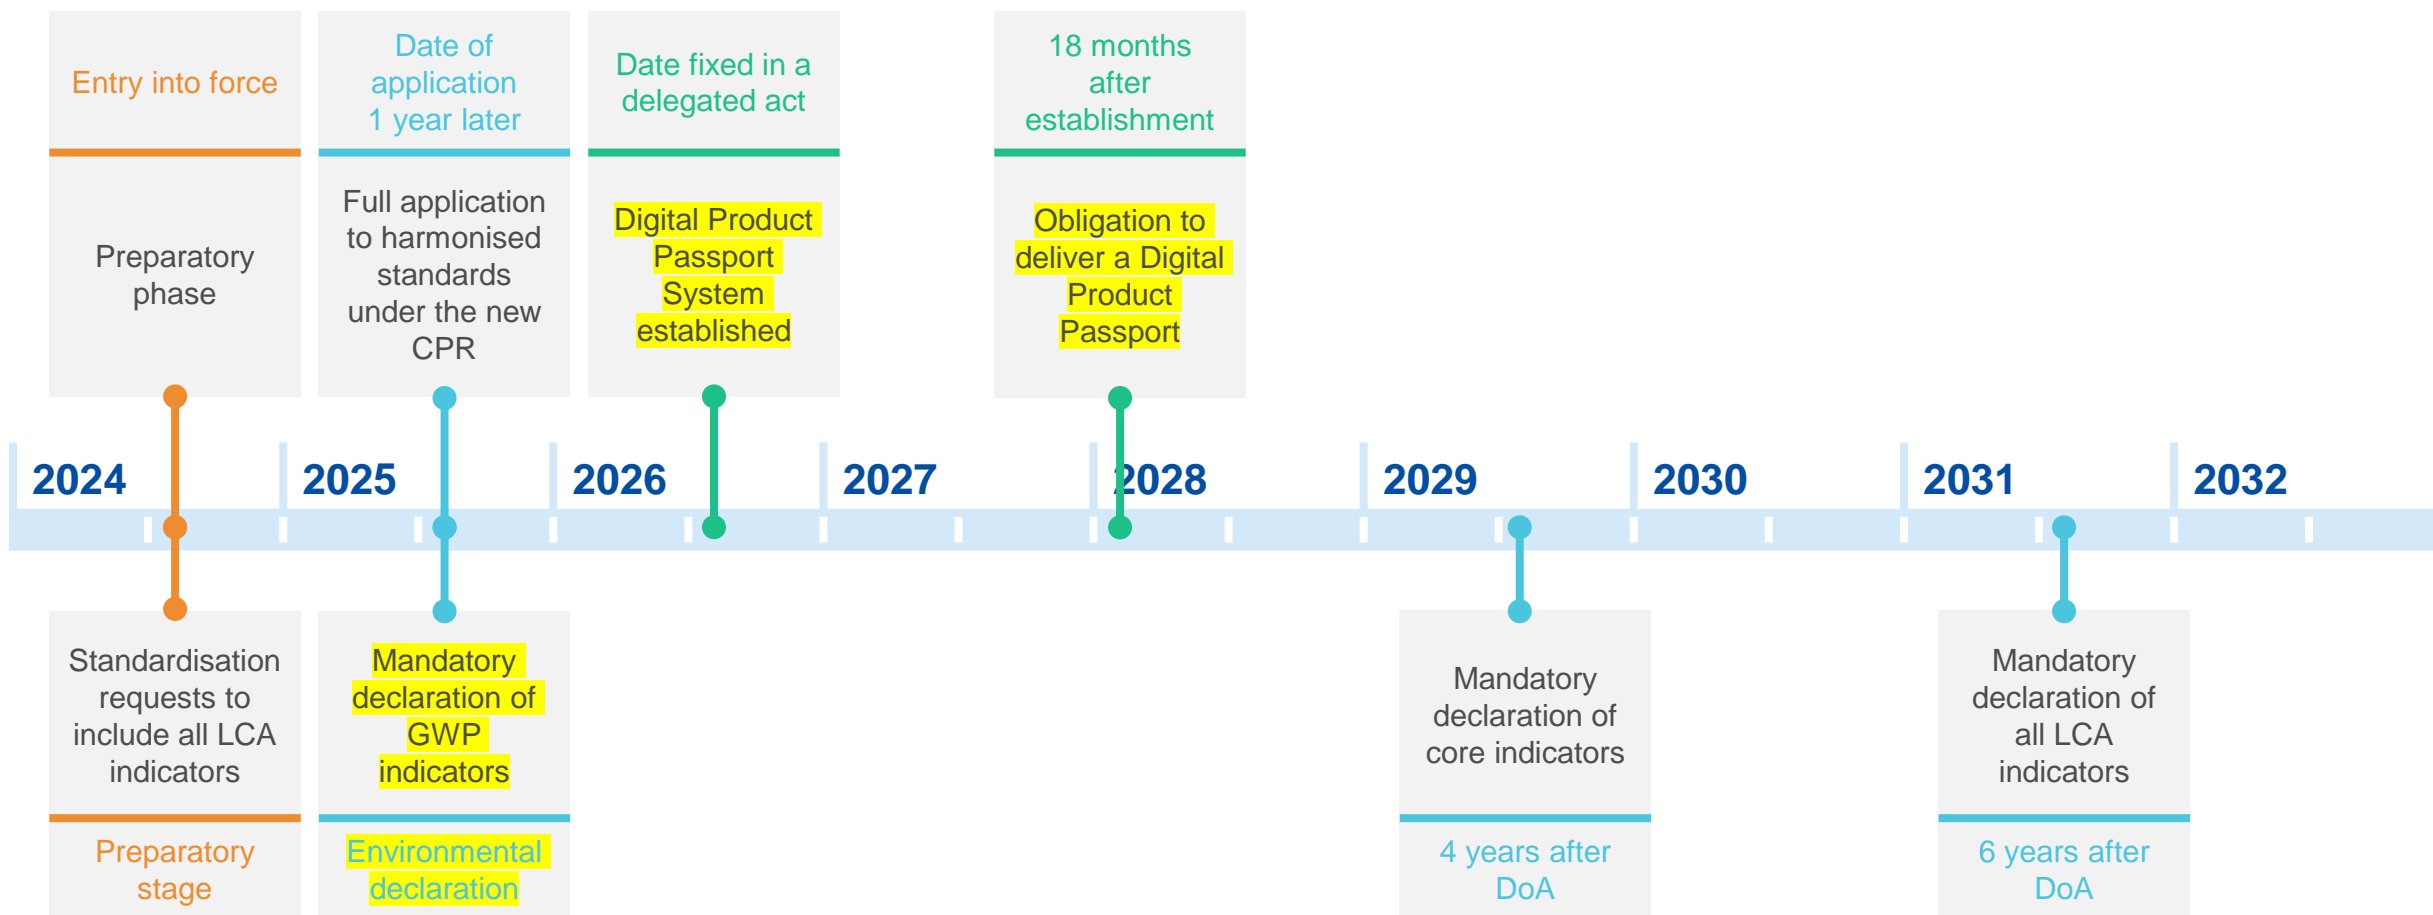 Entry into force
Date of
application
1 year later
Date fixed in a
delegated act
18 months
after
establishment
Preparatory
phase
Full application
to harmonised
standards
under the new
CPR
Digital Product
Passport
System
established
Obligation to
deliver a Digital
Product
Passport
2024
2025
2026
2027
2028
2029
2030
2031
2032
Standardisation
requests to
include all LCA
indicators
Mandatory
declaration of
GWP
indicators
Mandatory
declaration of
core indicators
Mandatory
declaration of
all LCA
indicators
Preparatory
stage
Environmental
declaration
4 years after
DoA
6 years after
DoA